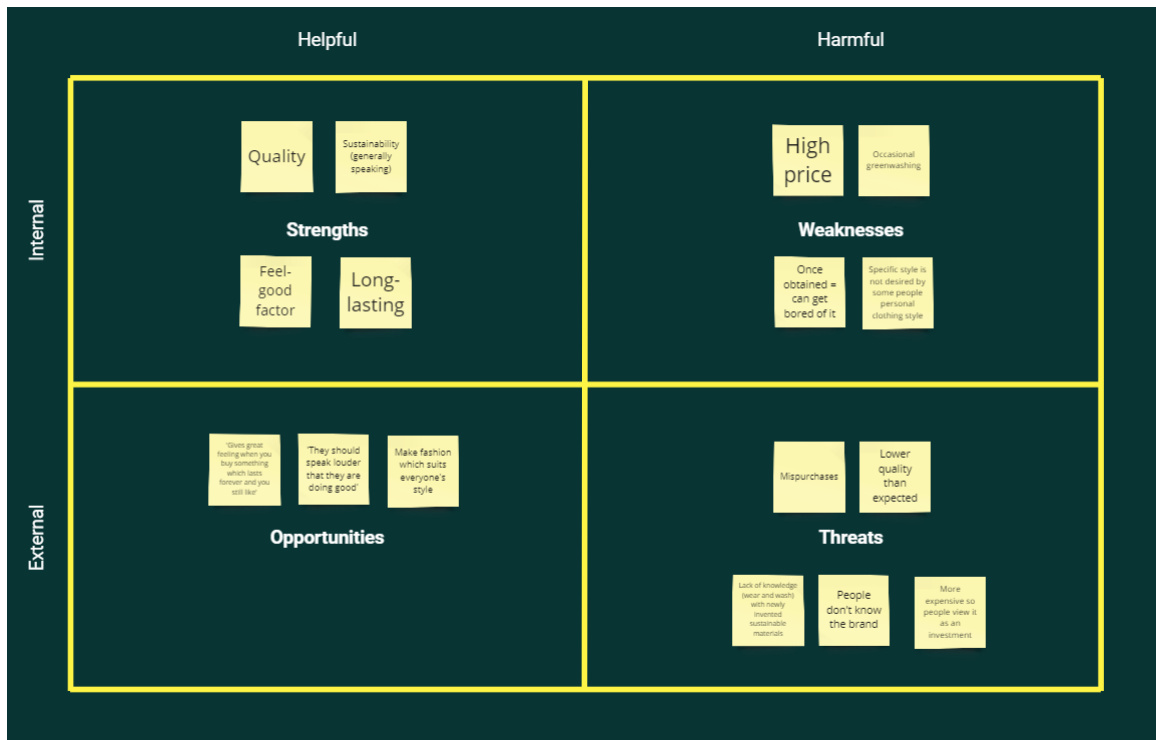 Helpful
Harmful
Internal
Quality
Sustainability
(generally
speaking)
Strengths
Feel-
good
factor
Long-
lasting
High
price
Occasional
greenwashing
Weaknesses
Once
obtained =
can get
bored of it
Specific style is
not desired by
some people
personal
clothing style
External
'Gives great
feeling when you
buy something
which lasts
forever and you
still like'
'They should
speak louder
that they are
doing good'
Make fashion
which suits
everyone's
style
Opportunities
Mispurchases
Lower
quality
than
expected
Threats
Lack of knowledge
(wear and wash)
with newly
invented
sustainable
materials
People
don't know
the brand
More
expensive so
people view it
as an
investment